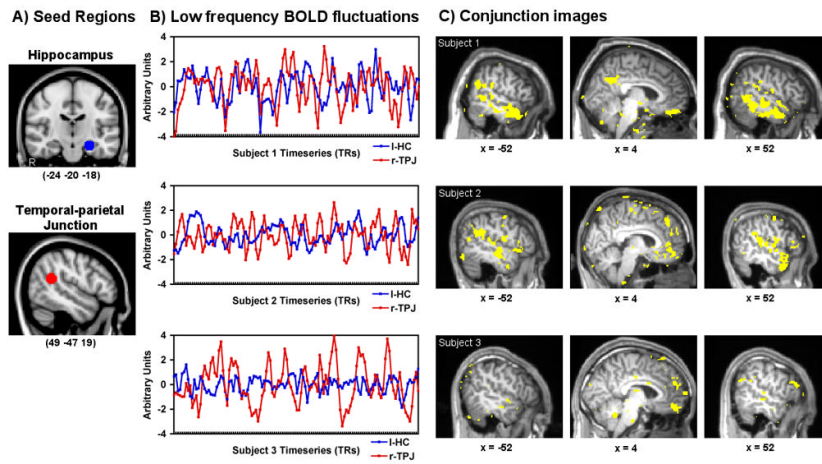 A) Seed Regions
Hippocampus
R
(-24 -20 -18)
Temporal-parietal
Junction
(49 -47 19)
B) Low frequency BOLD fluctuations
Arbitrary Units
4
2
0
-2
-4
Subject 1 Timeseries (TRs)
l-HC
r-TPJ
Arbitrary Units
4
2
0
-2
-4
Subject 2 Timeseries (TRs)
l-HC
r-TPJ
Arbitrary Units
4
2
0
-2
-4
Subject 3 Timeseries (TRs)
l-HC
r-TPJ
C) Conjunction images
Subject 1
x = -52
x = 4
x = 52
Subject 2
x = -52
x = 4
x = 52
Subject 3
x = -52
x = 4
x = 52